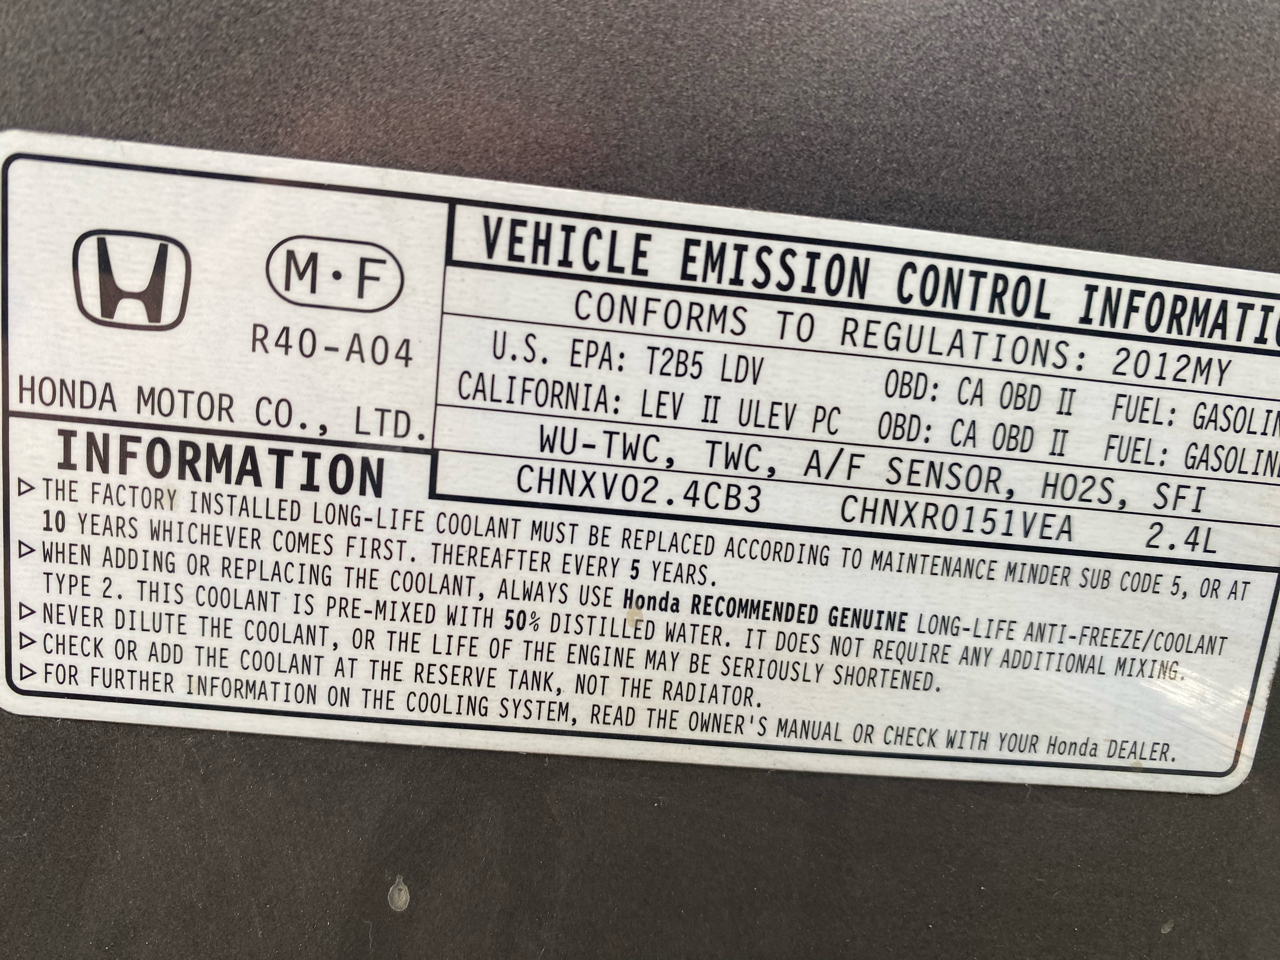 M·F
R40-A04
HONDA MOTOR CO., LTD.
VEHICLE EMISSION CONTROL
CONFORMS TO REGULATIONS: 2012MY
U.S. EPA: T2B5 LDV OBD: CA OBD II FUEL:
CALIFORNIA: LEV II ULEV PC OBD: CA OBD II FUEL:
WU-TWC, TWC, A/F SENSOR, HO2S, SFI
CHNXV02.4CB3 CHNXR0151VEA 2.4L
INFORMATION
▷ THE FACTORY INSTALLED LONG-LIFE COOLANT MUST BE REPLACED ACCORDING TO MAINTENANCE MINDER SUB CODE 5, OR AT
10 YEARS WHICHEVER COMES FIRST. THEREAFTER EVERY 5 YEARS.
▷ WHEN ADDING OR REPLACING THE COOLANT, ALWAYS USE Honda RECOMMENDED GENUINE LONG-LIFE ANTI-FREEZE/COOLANT
TYPE 2. THIS COOLANT IS PRE-MIXED WITH 50% DISTILLED WATER. IT DOES NOT REQUIRE ANY ADDITIONAL MIXING.
▷ NEVER DILUTE THE COOLANT, OR THE LIFE OF THE ENGINE MAY BE SERIOUSLY SHORTENED.
▷ CHECK OR ADD THE COOLANT AT THE RESERVE TANK, NOT THE RADIATOR.
▷ FOR FURTHER INFORMATION ON THE COOLING SYSTEM, READ THE OWNER'S MANUAL OR CHECK WITH YOUR Honda DEALER.